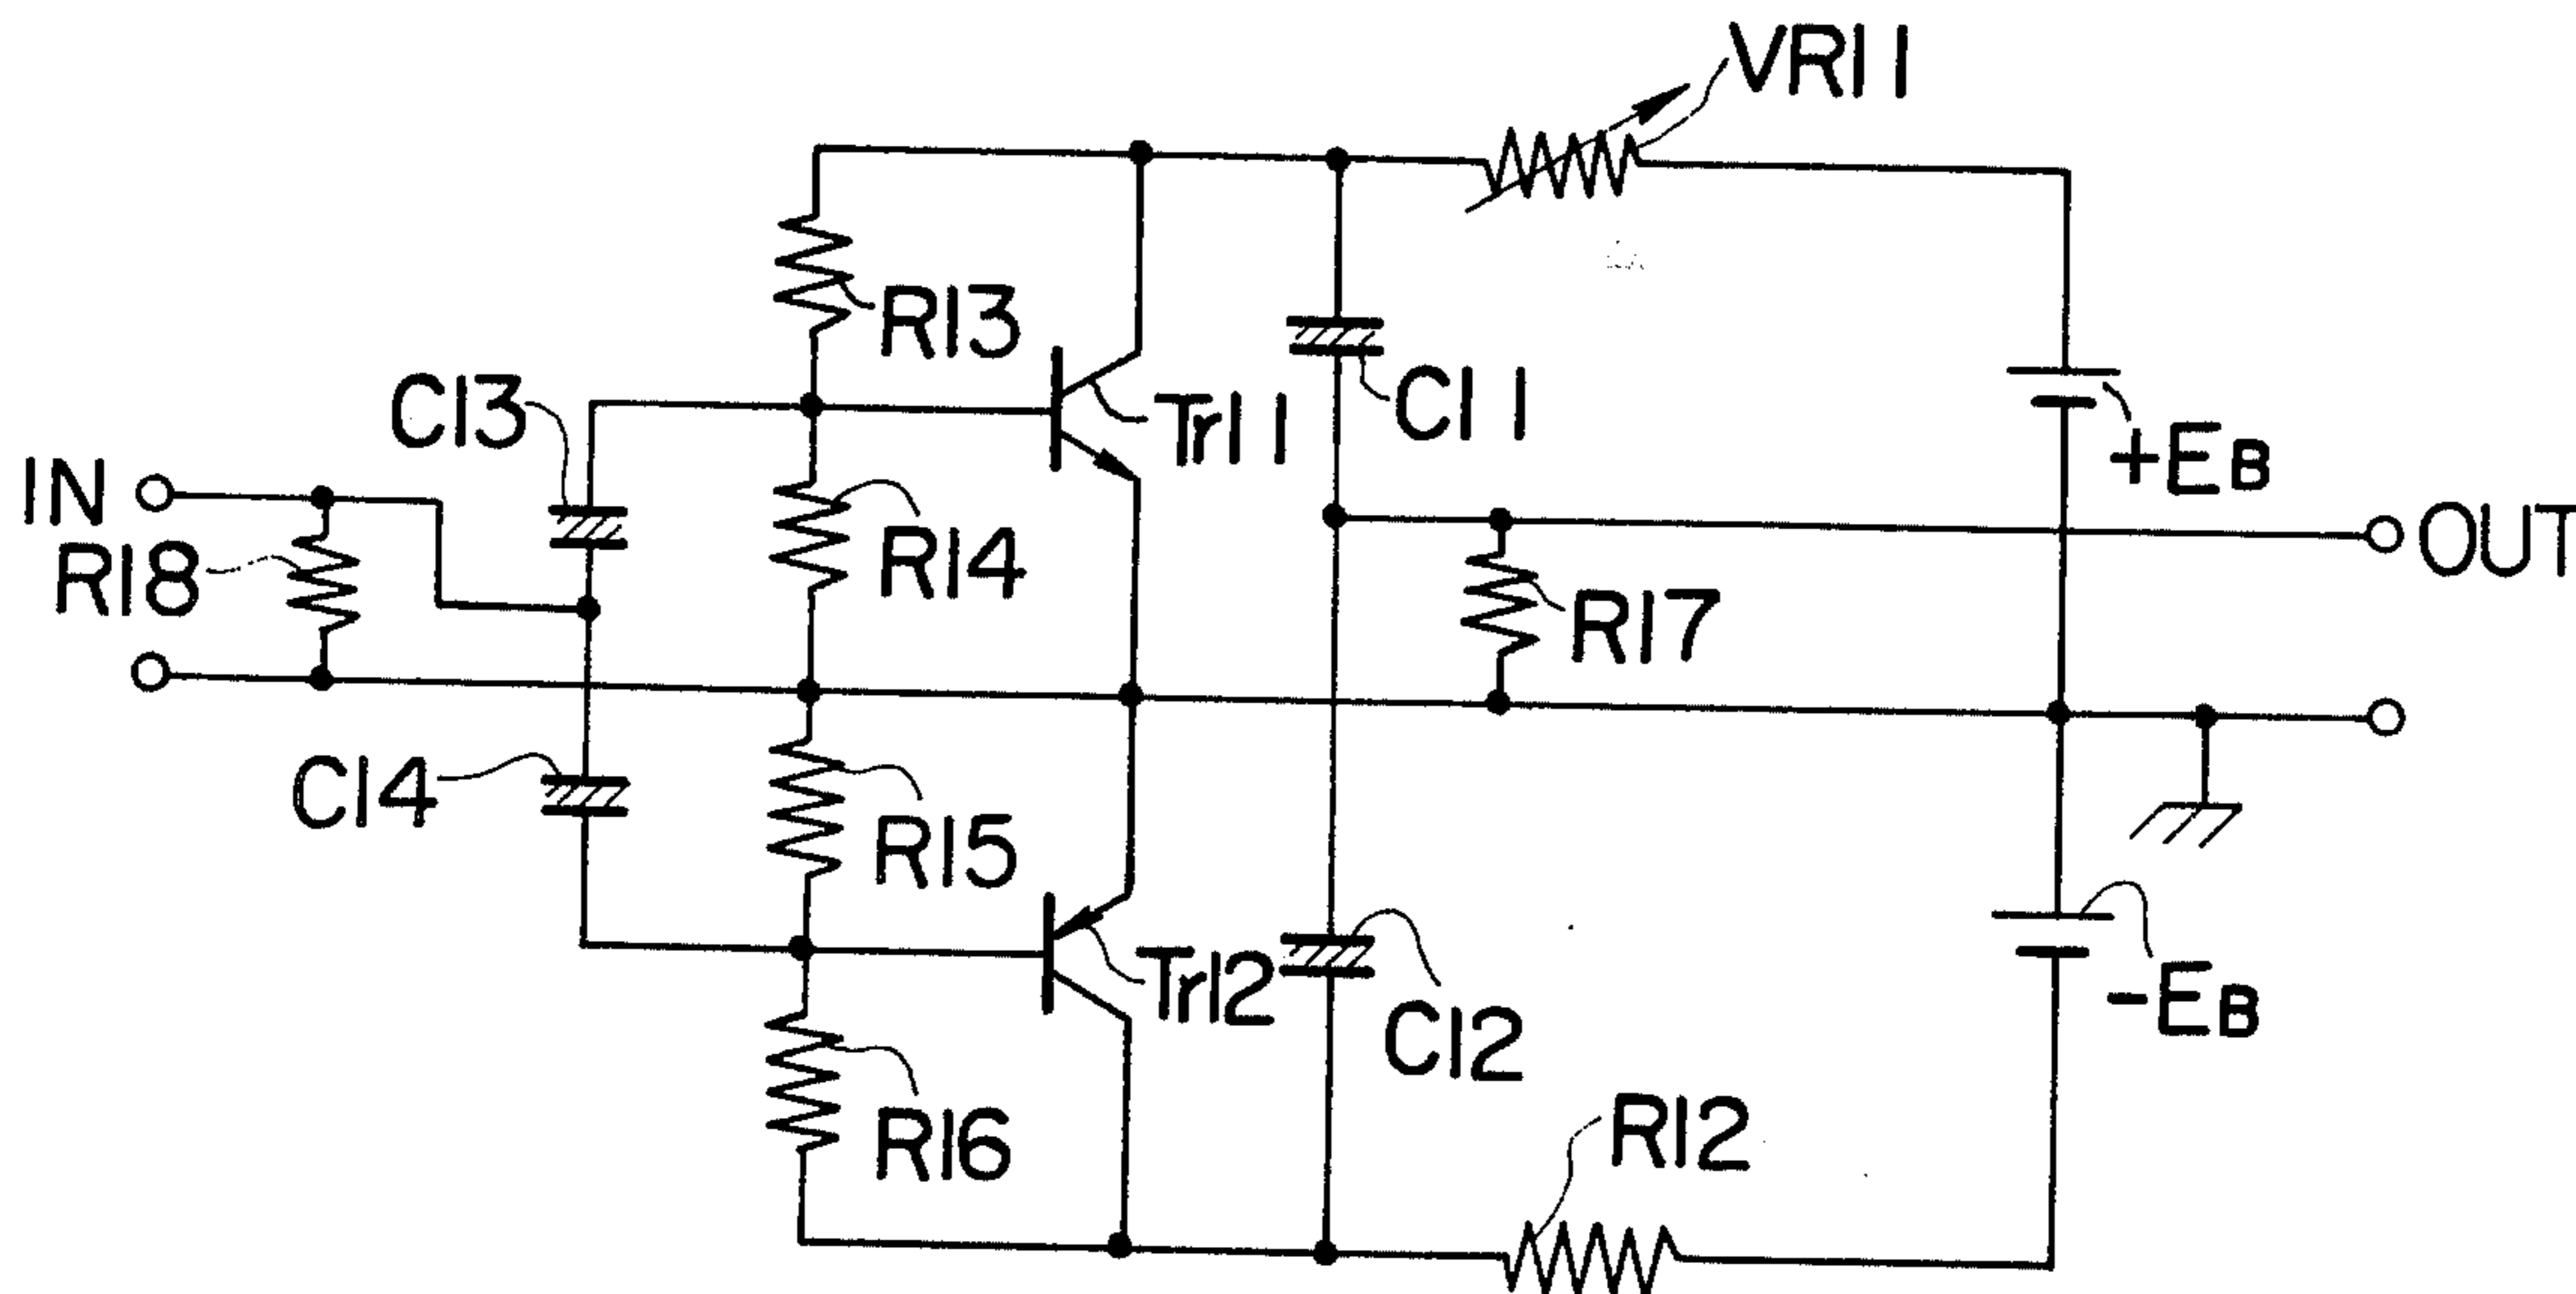 VR11
R13
C13
Tr11
C11
+EB
IN
OUT
R18
R14
R17
C14
R15
Tr12
C12
-EB
R16
R12